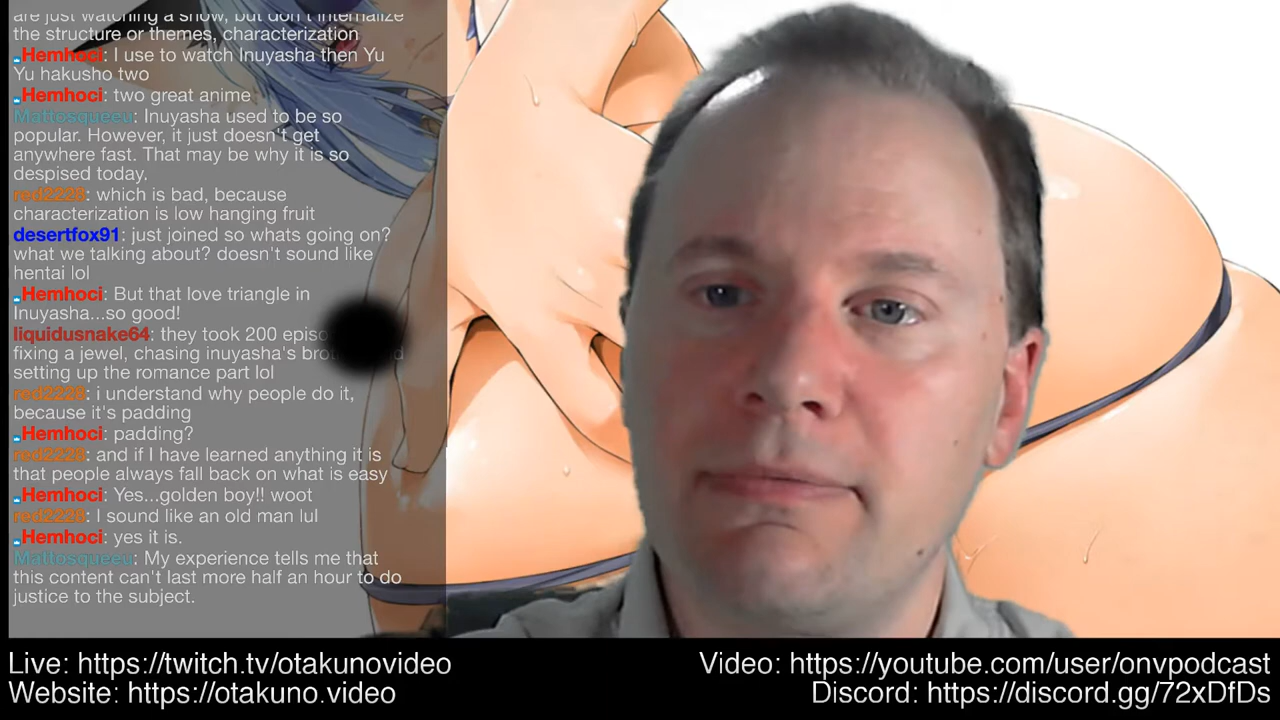 are just watching a show, but don't internalize
the structure or themes, characterization
Hemhoci: I use to watch Inuyasha then Yu
Yu hakusho two
Hemhoci: two great anime
Mattosqueeu: Inuyasha used to be so
popular. However, it just doesn't get
anywhere fast. That may be why it is so
despised today.
red2228: which is bad, because
characterization is low hanging fruit
desertfox91: just joined so whats going on?
what we talking about? doesn't sound like
hentai lol
Hemhoci: But that love triangle in
Inuyasha...so good!
liquidusnake64: they took 200
fixing a jewel, chasing inuyasha's
setting up the romance part lol
red2228: i understand why people do it,
because it's padding
Hemhoci: padding?
red2228: and if I have learned anything it is
that people always fall back on what is easy
Hemhoci: Yes...golden boy!! woot
red2228: I sound like an old man lul
Hemhoci: yes it is.
Mattosqueeu: My experience tells me that
this content can't last more half an hour to do
justice to the subject.
Live: https://twitch.tv/otakunovideo
Website: https://otakuno.video
Video: https://youtube.com/user/onvpodcast
Discord: https://discord.gg/72xDfDs